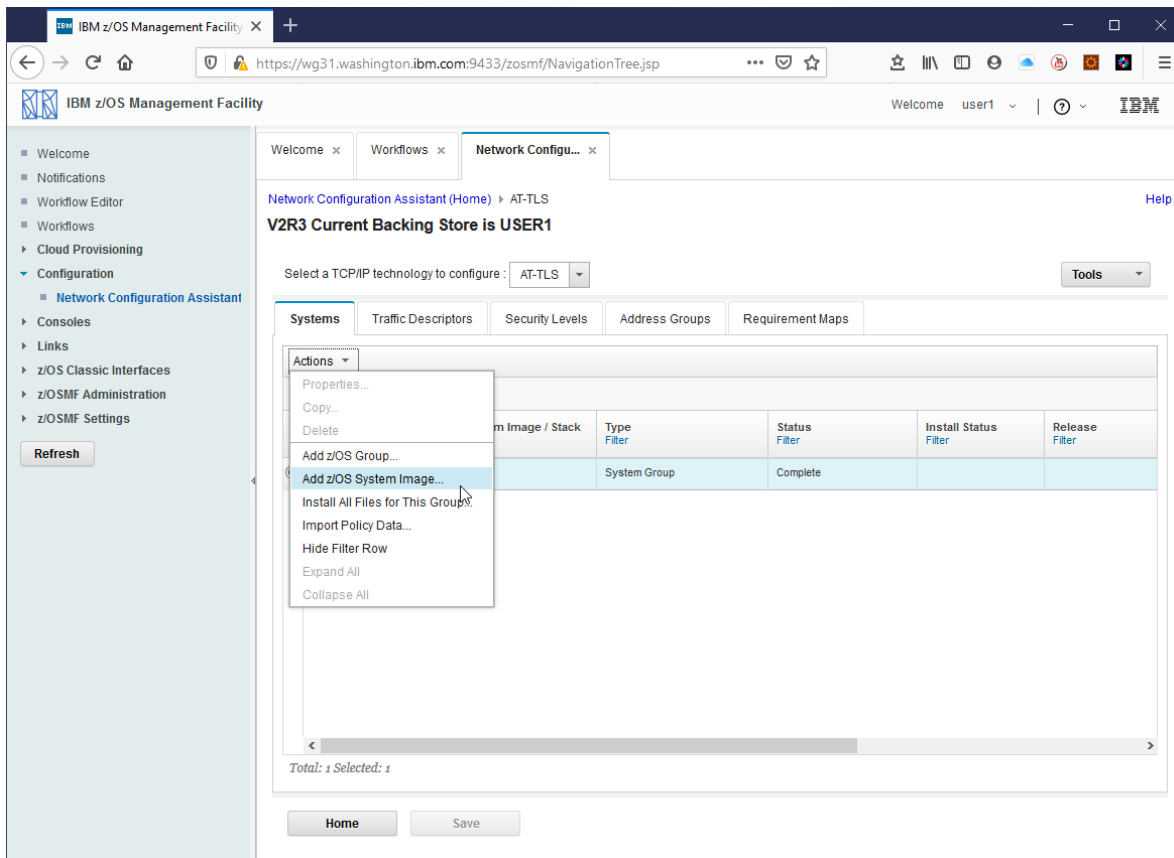 IBM IBM z/OS Management Facility
https://wg31.washington.ibm.com:9433/zosmf/NavigationTree.jsp
IBM z/OS Management Facility
Welcome user1
IBM
Welcome
Notifications
Workflow Editor
Workflows
Cloud Provisioning
Configuration
Network Configuration Assistant
Consoles
Links
z/OS Classic Interfaces
z/OSMF Administration
z/OSMF Settings
Refresh
Welcome Workflows Network Configu...
Network Configuration Assistant (Home) AT-TLS Help
V2R3 Current Backing Store is USER1
Select a TCP/IP technology to configure : AT-TLS Tools
Systems Traffic Descriptors Security Levels Address Groups Requirement Maps
Actions
Properties...
Copy...
Delete
Add z/OS Group...
Add z/OS System Image...
Install All Files for This Group...
Import Policy Data...
Hide Filter Row
Expand All
Collapse All
m Image / Stack Type Status Install Status Release
Filter Filter Filter Filter
System Group Complete
Total: 1 Selected: 1
Home Save